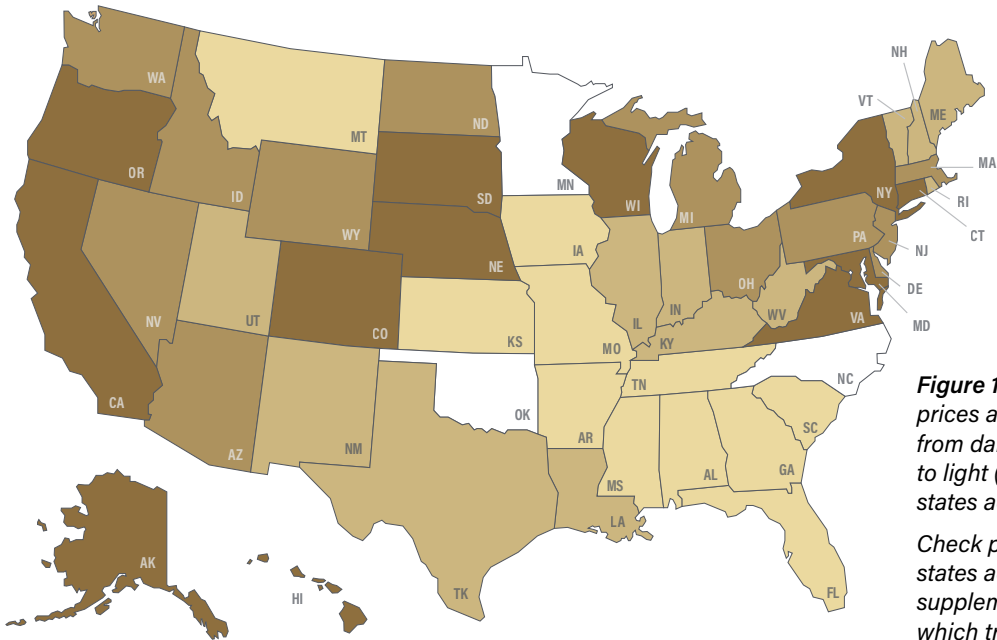 NH
WA
VT
ME
MT
ND
MA
OR
MN
ID
SD
WI
NY
RI
MI
CT
WY
PA
IA
NJ
NE
OH
DE
IL
IN
WV
NV
UT
CO
VA
MD
KS
MO
KY
CA
TN
NC
OK
Figure 1
prices a
from da
to light (
states a
AR
SC
NM
AZ
GA
MS
AL
LA
Check p
states a
supplem
which tr
AK
TK
FL
HI